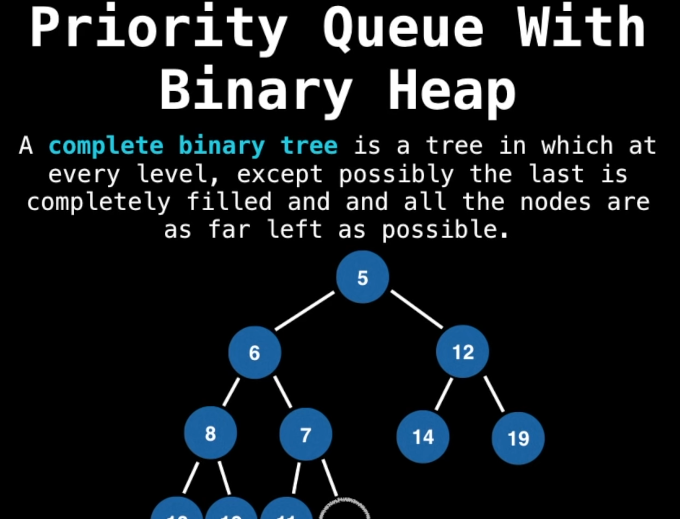 Priority Queue With
Binary Heap
A complete binary tree is a tree in which at
every level, except possibly the last is
completely filled and and all the nodes are
as far left as possible.
5
6 12
8 7 14 19